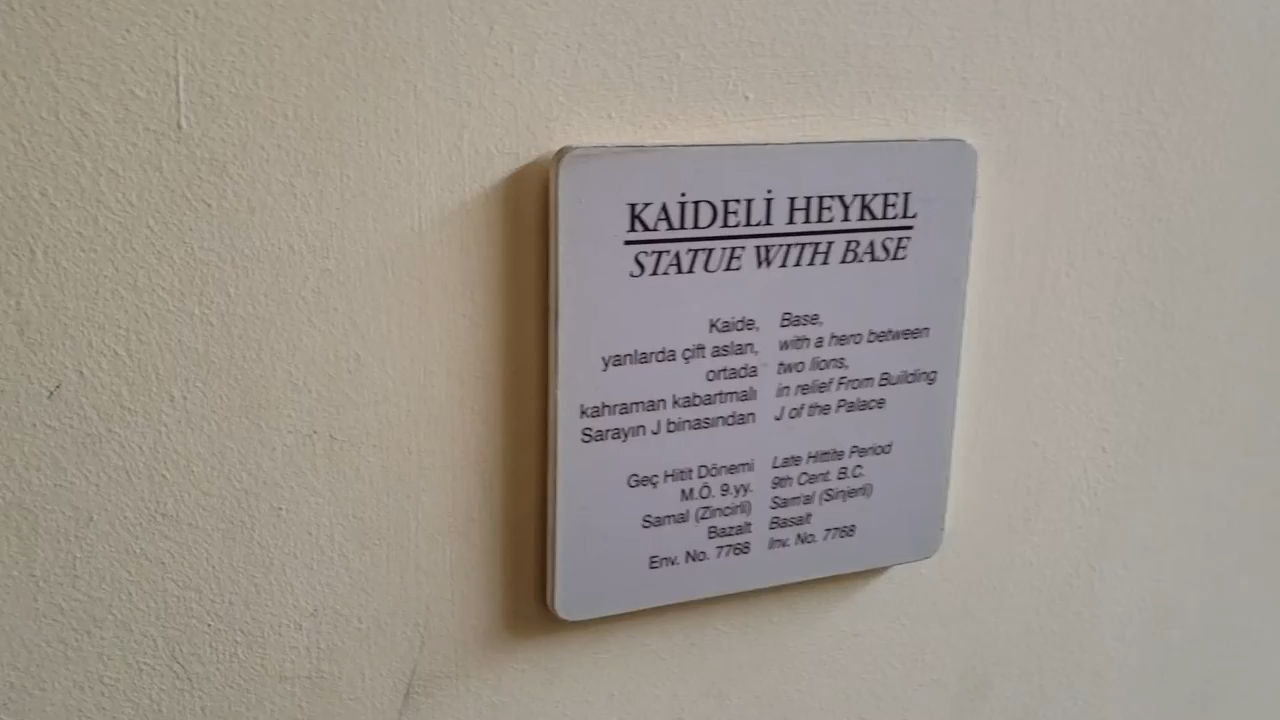 KAİDELİ HEYKEL
STATUE WITH BASE
Kaide,
yanlarda çift aslan,
ortada
kahraman kabartmalı
Sarayın J binasından
Geç Hitit Dönemi
M.Ö. 9.yy.
Samal (Zincirli)
Bazalt
Env. No. 7768
Base,
with a hero between
two lions,
in relief From Building
J of the Palace
Late Hittite Period
9th Cent. B.C.
Sam'al (Sinjerli)
Basalt
Inv. No. 7768